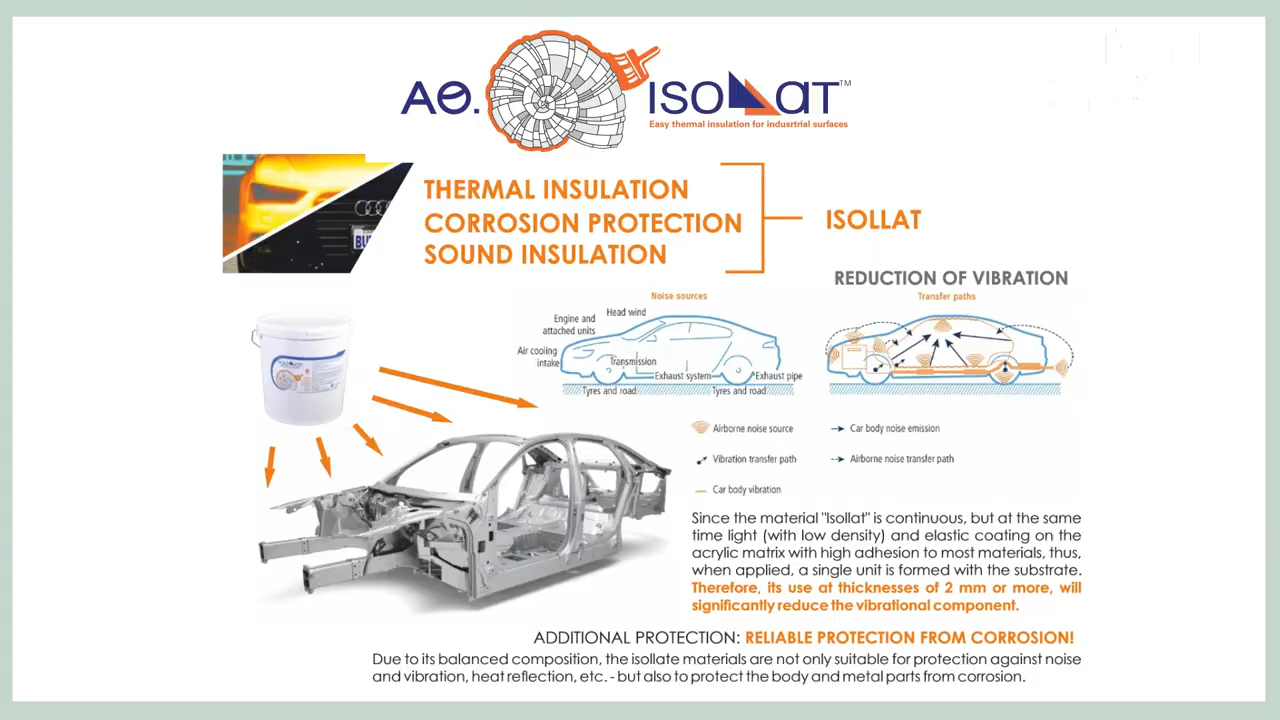 AO.
ISOLLAT™
Easy thermal insulation for indusrtrial surfaces
THERMAL INSULATION
CORROSION PROTECTION
SOUND INSULATION
ISOLLAT
REDUCTION OF VIBRATION
Noise sources
Transfer paths
Head wind
Engine and
attached units
Air cooling
intake
Transmission
Exhaust system
Exhaust pipe
Tyres and road
Tyres and road
Airborne noise source
Car body noise emission
Vibration transfer path
Airborne noise transfer path
Car body vibration
Since the material "Isollat" is continuous, but at the same
time light (with low density) and elastic coating on the
acrylic matrix with high adhesion to most materials, thus,
when applied, a single unit is formed with the substrate.
Therefore, its use at thicknesses of 2 mm or more, will
significantly reduce the vibrational component.
ADDITIONAL PROTECTION: RELIABLE PROTECTION FROM CORROSION!
Due to its balanced composition, the isollate materials are not only suitable for protection against noise
and vibration, heat reflection, etc. - but also to protect the body and metal parts from corrosion.